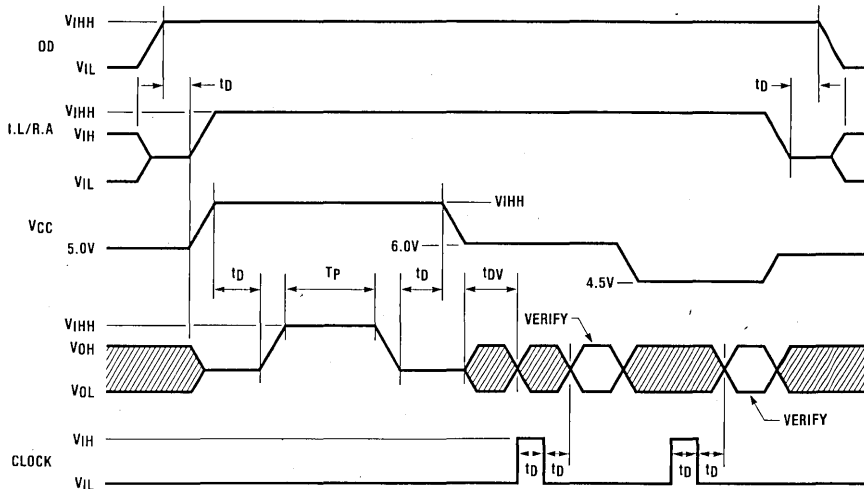 OD
VIHH
VIL
tD
tD
I.L/R.A
VIHH
VIH
VIL
VCC
5.0V
VIHH
6.0V
4.5V
tD
TP
tD
tDV
VIHH
VOH
VOL
VERIFY
VERIFY
CLOCK
VIH
VIL
tD
tD
tD
tD